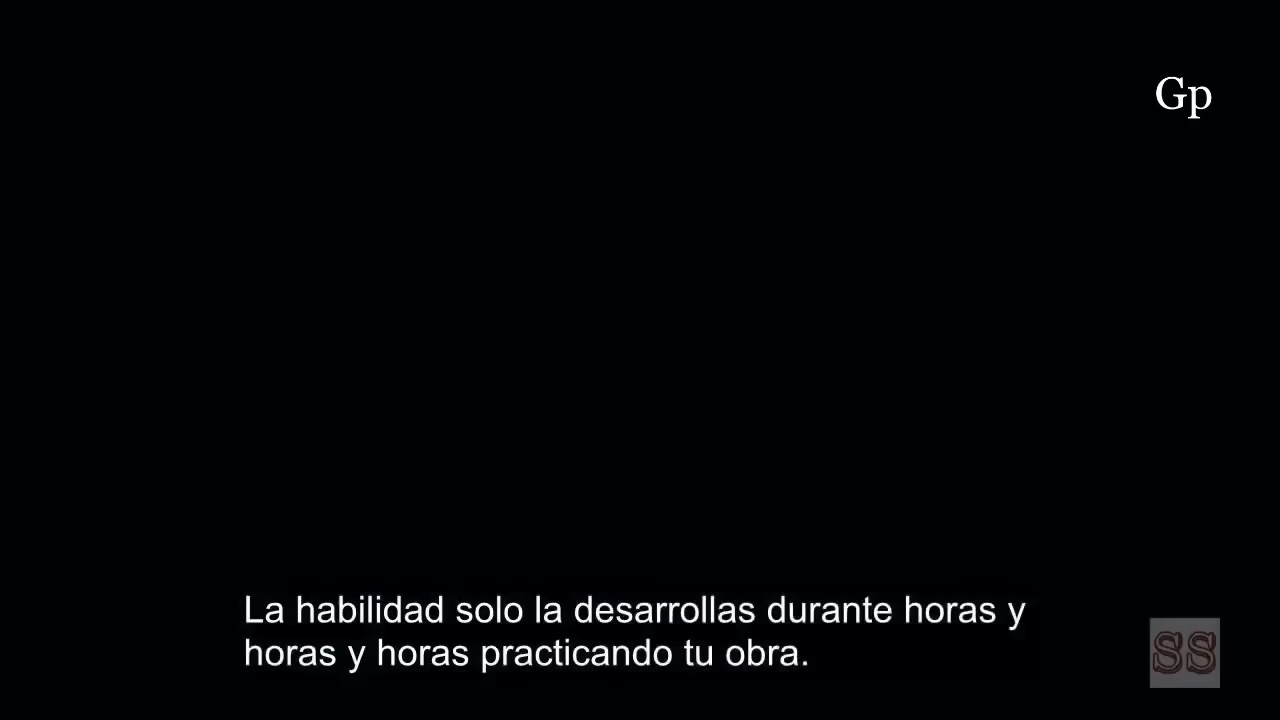 Gp
La habilidad solo la desarrollas durante horas y
horas y horas practicando tu obra.
SS